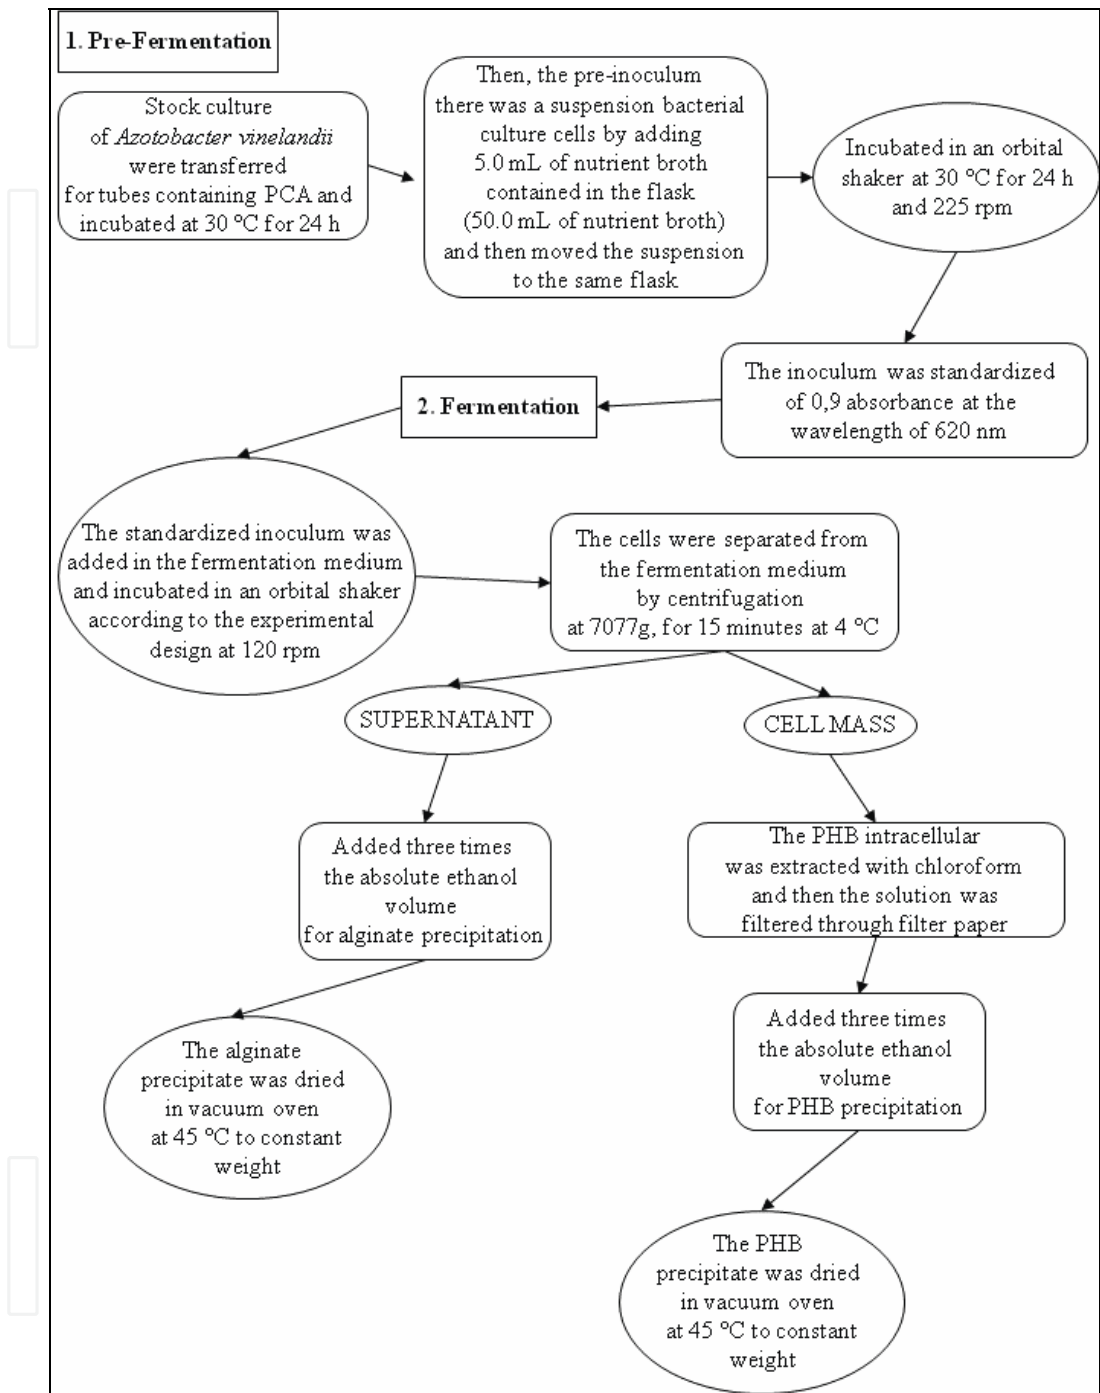 1. Pre-Fermentation
Stock culture
of Azotobacter vinelandii
were transferred
for tubes containing PCA and
incubated at 30 °C for 24 h
Then, the pre-inoculum
there was a suspension bacterial
culture cells by adding
5.0 mL of nutrient broth
contained in the flask
(50.0 mL of nutrient broth)
and then moved the suspension
to the same flask
Incubated in an orbital
shaker at 30 °C for 24 h
and 225 rpm
The inoculum was standardized
of 0,9 absorbance at the
wavelength of 620 nm
2. Fermentation
The standardized inoculum was
added in the fermentation medium
and incubated in an orbital shaker
according to the experimental
design at 120 rpm
The cells were separated from
the fermentation medium
by centrifugation
at 7077g, for 15 minutes at 4 °C
SUPERNATANT
CELL MASS
Added three times
the absolute ethanol
volume
for alginate precipitation
The PHB intracellular
was extracted with chloroform
and then the solution was
filtered through filter paper
The alginate
precipitate was dried
in vacuum oven
at 45 °C to constant
weight
Added three times
the absolute ethanol
volume
for PHB precipitation
The PHB
precipitate was dried
in vacuum oven
at 45 °C to constant
weight